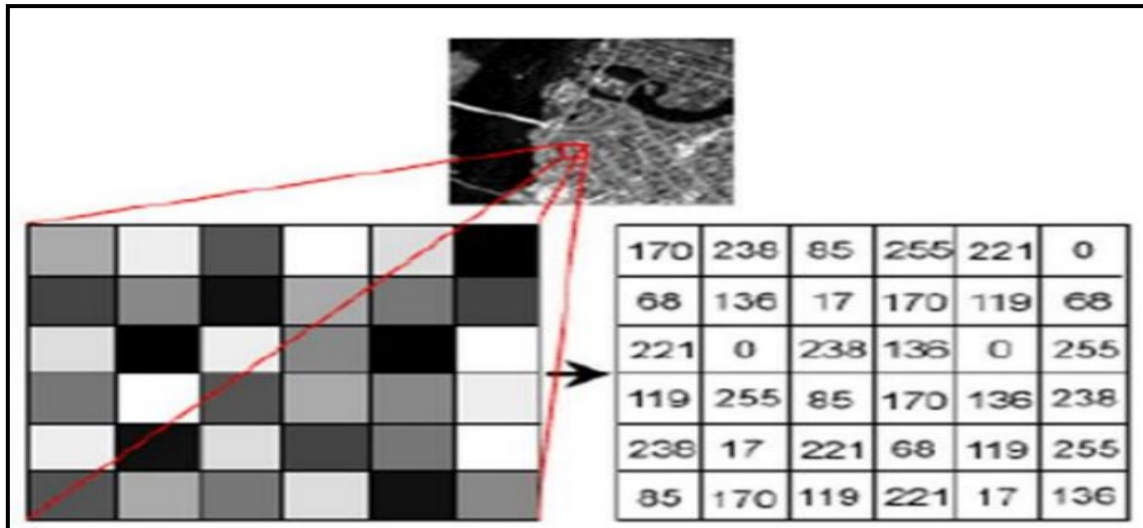 170 238 85 255 221 0
68 136 17 170 119 68
221 0 238 136 0 255
119 255 85 170 136 238
238 17 221 68 119 255
85 170 119 221 17 136